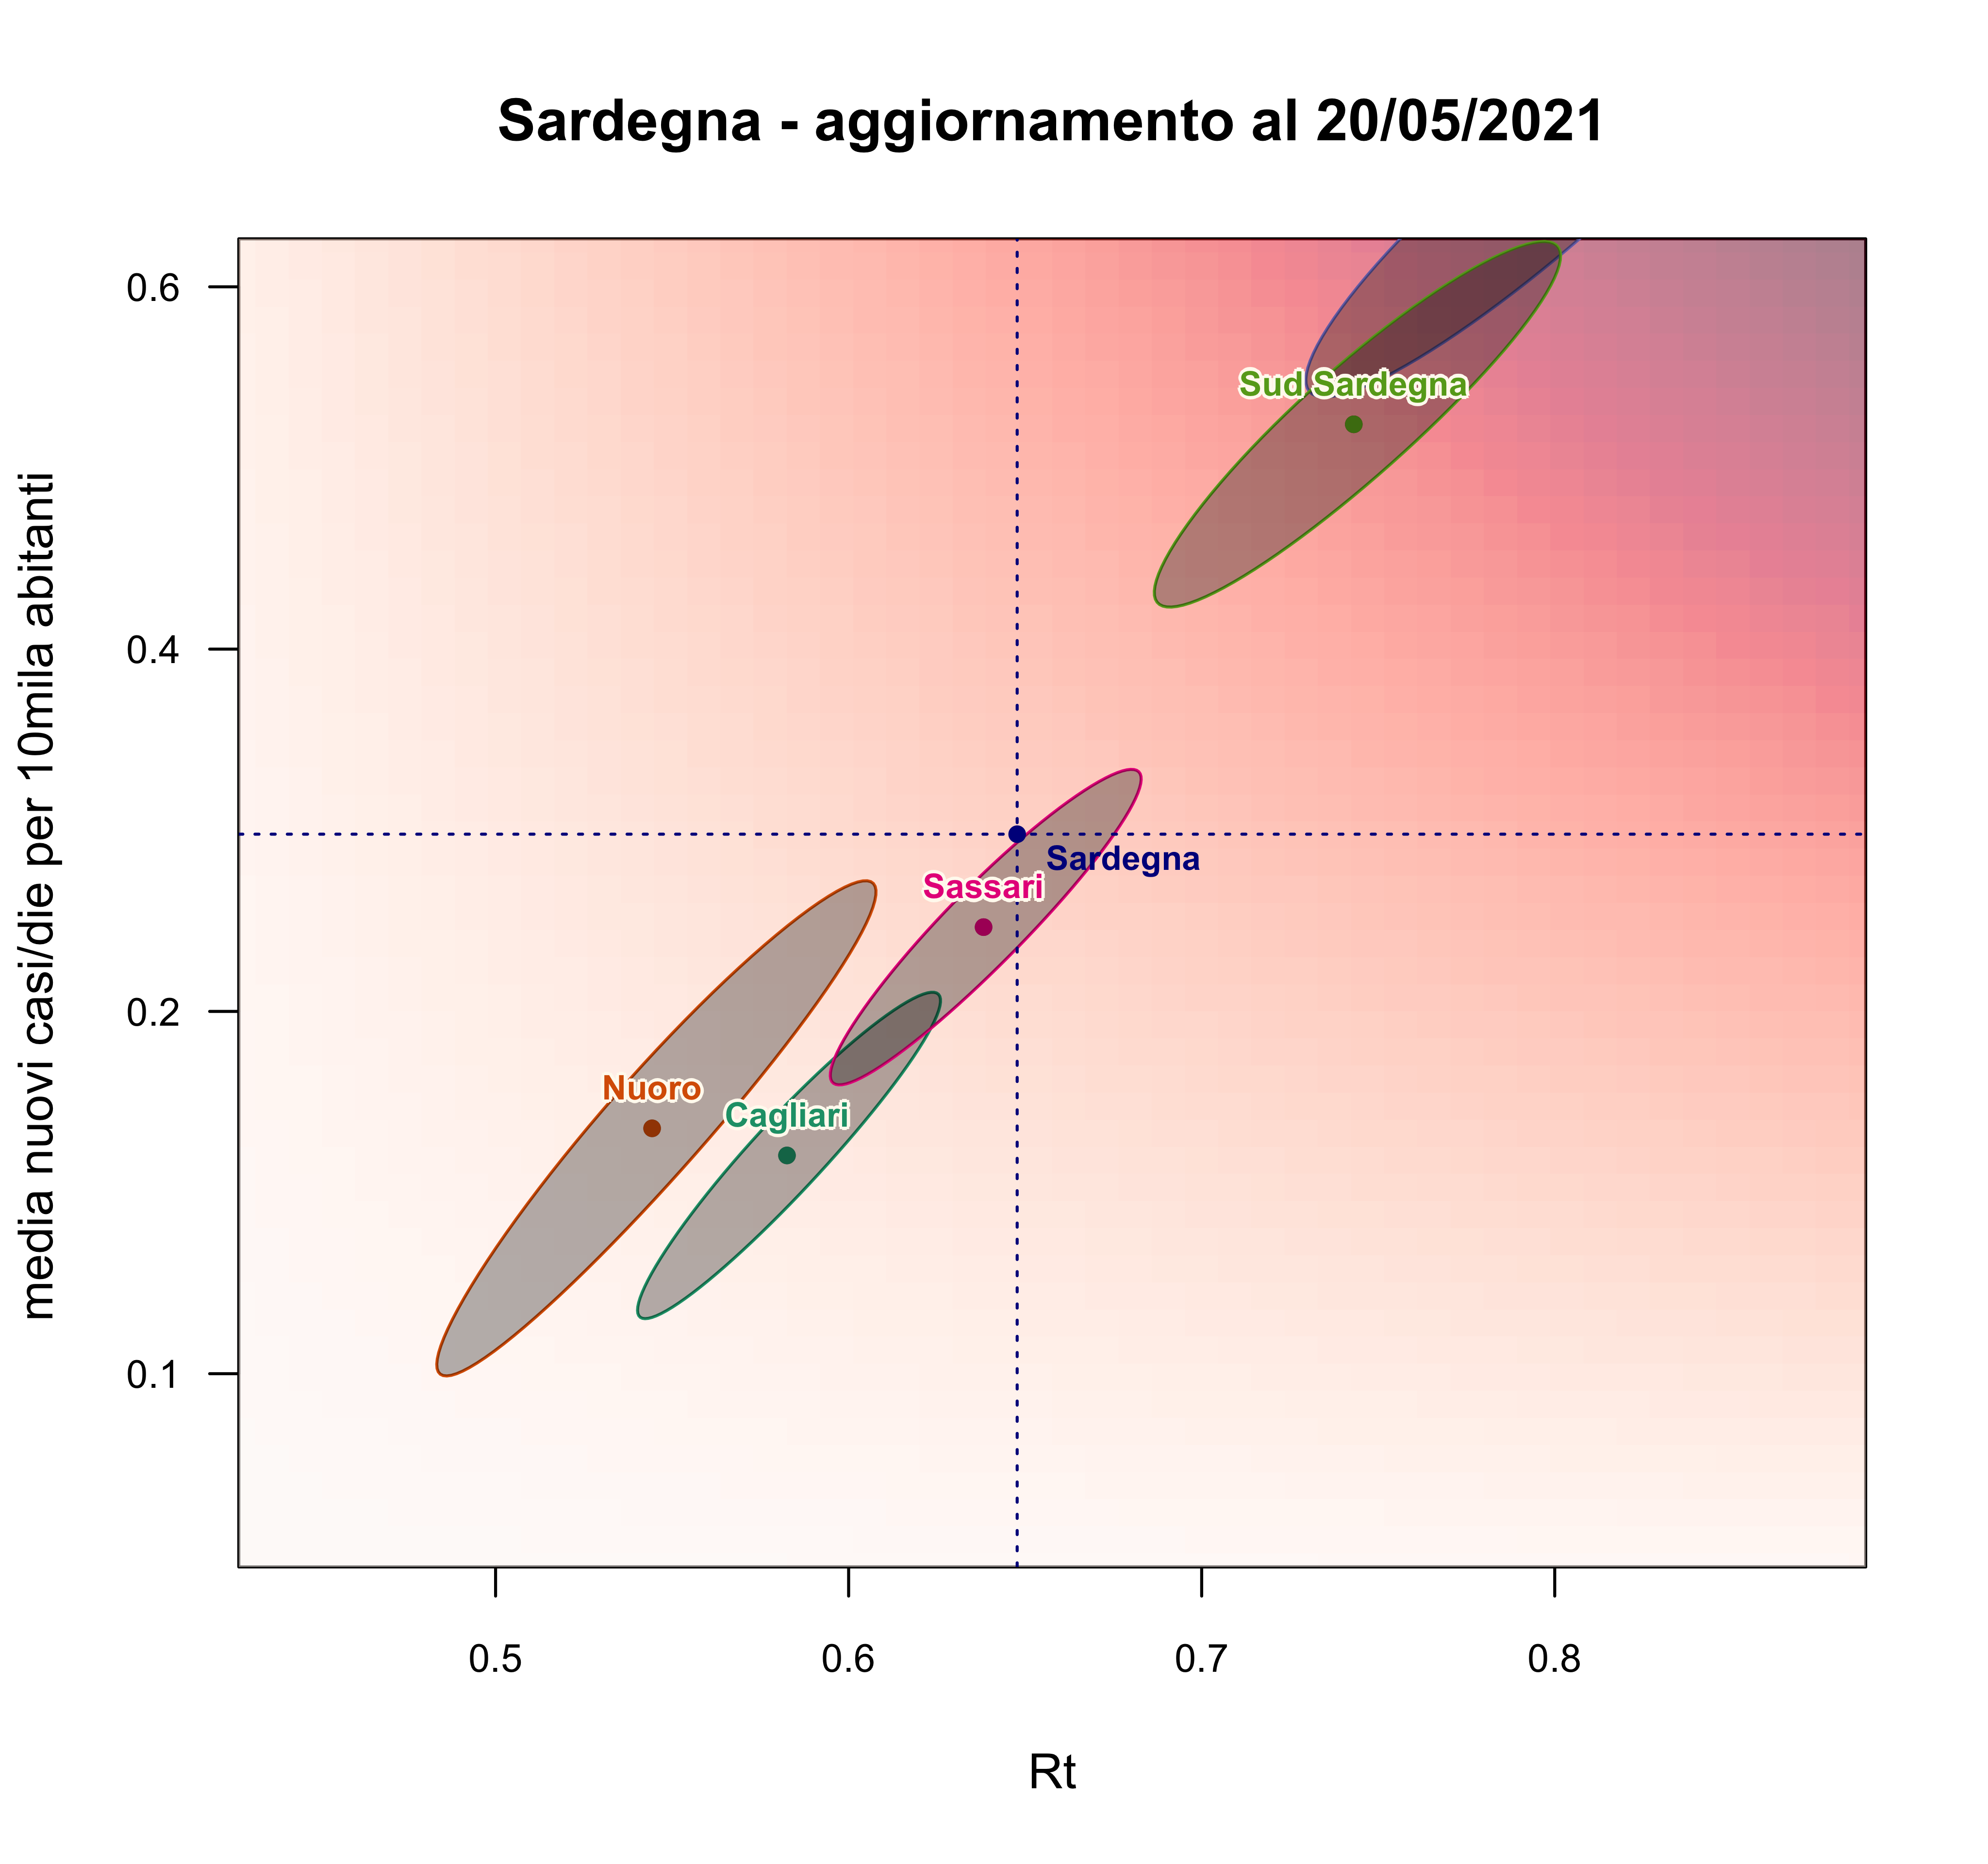 Sardegna - aggiornamento al 20/05/2021
media nuovi casi/die per 10mila abitanti
0.6
0.4
0.2
0.1
Sud Sardegna
Sardegna
Sassari
Nuoro
Cagliari
0.5
0.6
0.7
0.8
Rt